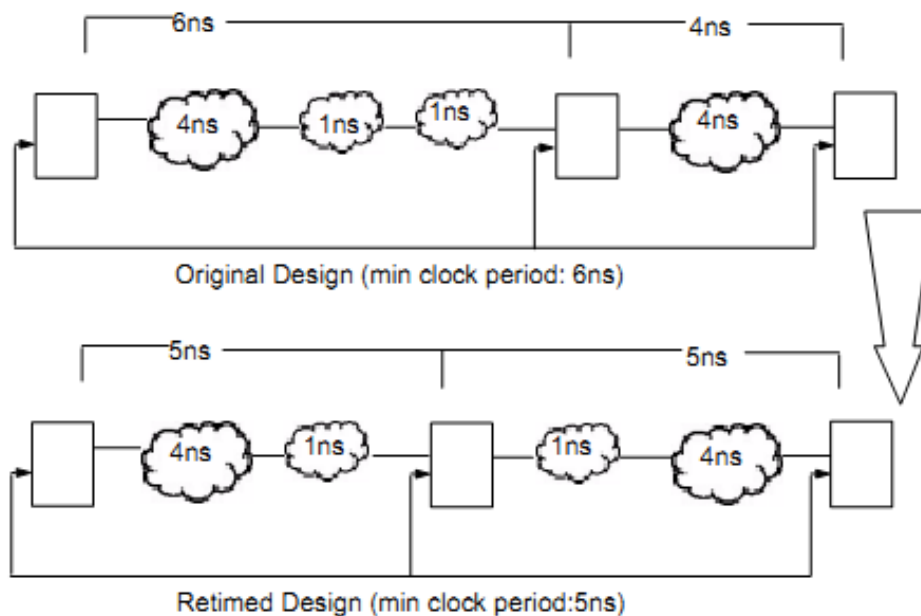 6ns 4ns
4ns 1ns 1ns 4ns
Original Design (min clock period: 6ns)
5ns 5ns
4ns 1ns 1ns 4ns
Retimed Design (min clock period:5ns)